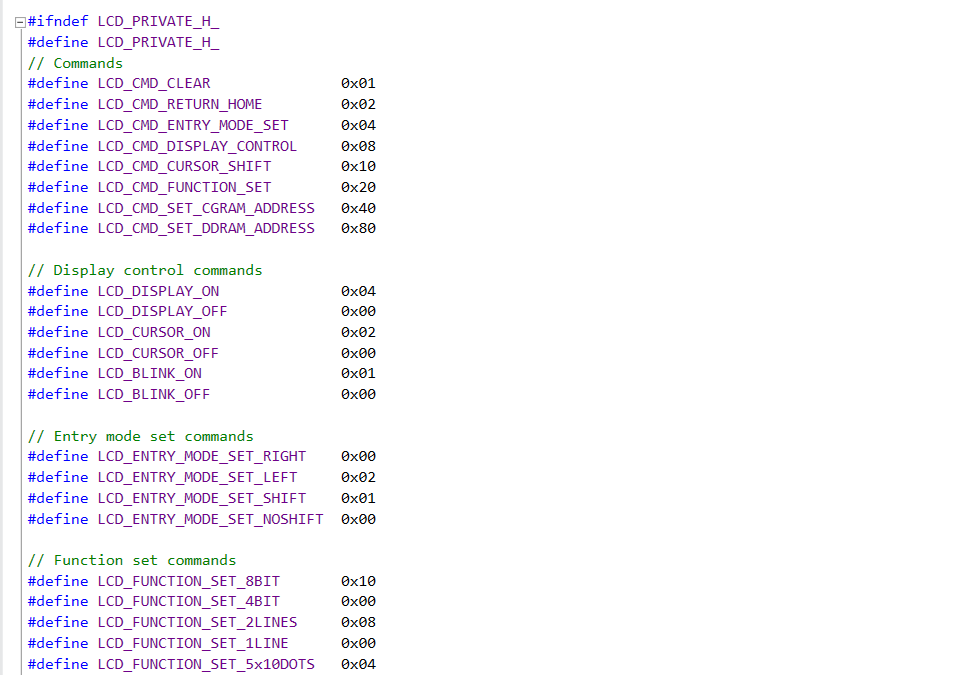 #ifndef LCD_PRIVATE_H_
#define LCD_PRIVATE_H_
// Commands
#define LCD_CMD_CLEAR 0x01
#define LCD_CMD_RETURN_HOME 0x02
#define LCD_CMD_ENTRY_MODE_SET 0x04
#define LCD_CMD_DISPLAY_CONTROL 0x08
#define LCD_CMD_CURSOR_SHIFT 0x10
#define LCD_CMD_FUNCTION_SET 0x20
#define LCD_CMD_SET_CGRAM_ADDRESS 0x40
#define LCD_CMD_SET_DDRAM_ADDRESS 0x80
// Display control commands
#define LCD_DISPLAY_ON 0x04
#define LCD_DISPLAY_OFF 0x00
#define LCD_CURSOR_ON 0x02
#define LCD_CURSOR_OFF 0x00
#define LCD_BLINK_ON 0x01
#define LCD_BLINK_OFF 0x00
// Entry mode set commands
#define LCD_ENTRY_MODE_SET_RIGHT 0x00
#define LCD_ENTRY_MODE_SET_LEFT 0x02
#define LCD_ENTRY_MODE_SET_SHIFT 0x01
#define LCD_ENTRY_MODE_SET_NOSHIFT 0x00
// Function set commands
#define LCD_FUNCTION_SET_8BIT 0x10
#define LCD_FUNCTION_SET_4BIT 0x00
#define LCD_FUNCTION_SET_2LINES 0x08
#define LCD_FUNCTION_SET_1LINE 0x00
#define LCD_FUNCTION_SET_5x10DOTS 0x04